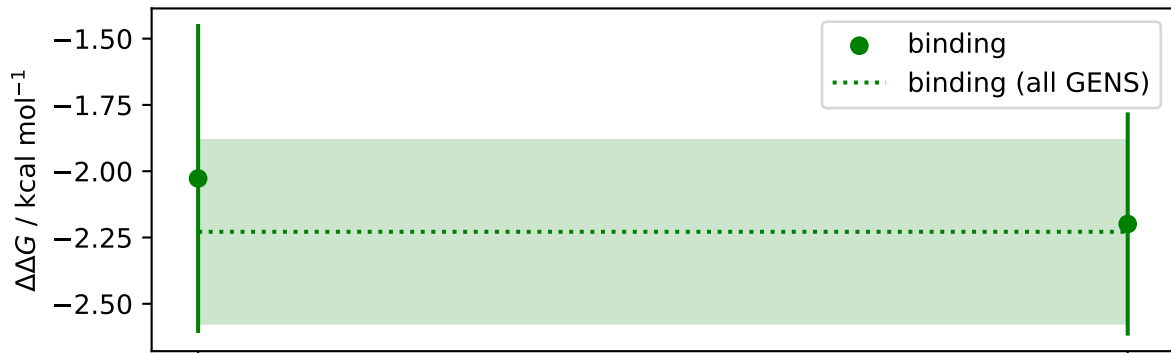 binding
binding (all GENS)
ΔΔG / kcal mol⁻¹
−1.50
−1.75
−2.00
−2.25
−2.50